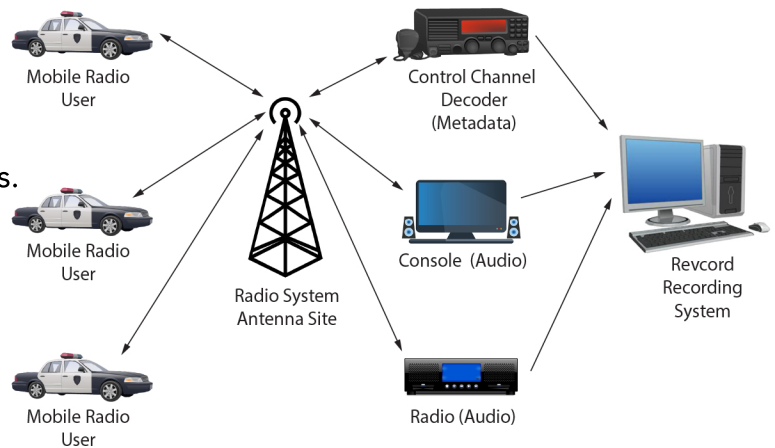 Mobile Radio
User
Control Channel
Decoder
(Metadata)
s.
Mobile Radio
User
Console (Audio)
Revcord
Recording
System
Radio System
Antenna Site
Mobile Radio
User
Radio (Audio)